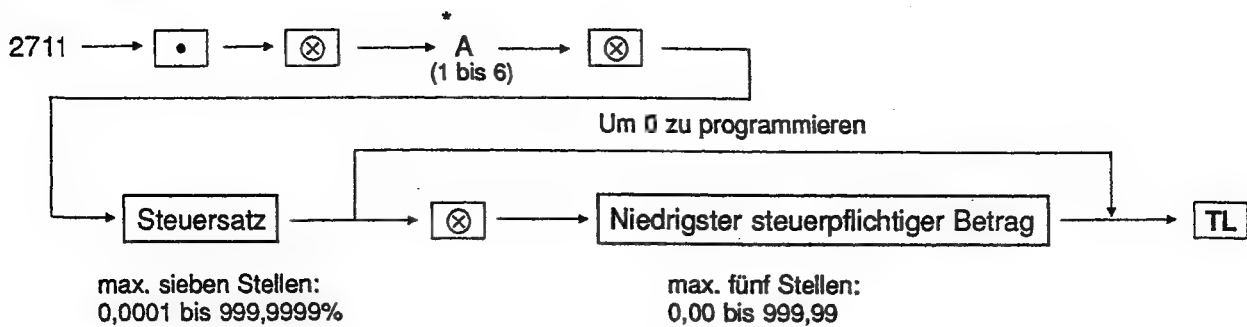 *
2711 • ⊗ A ⊗
(1 bis 6)
Um 0 zu programmieren
Steuersatz ⊗ Niedrigster steuerpflichtiger Betrag TL
max. sieben Stellen: max. fünf Stellen:
0,0001 bis 999,9999% 0,00 bis 999,99